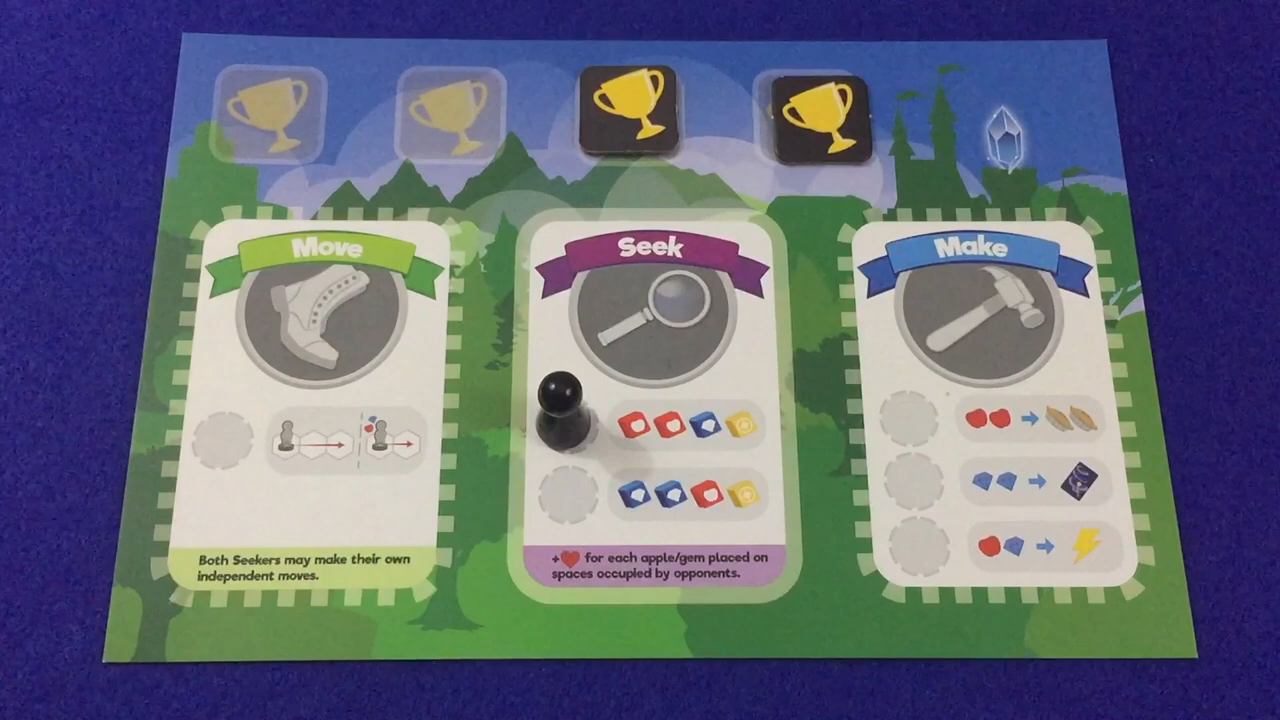 Move
Seek
Make
Both Seekers may make their own
independent moves.
+❤ for each apple/gem placed on
spaces occupied by opponents.